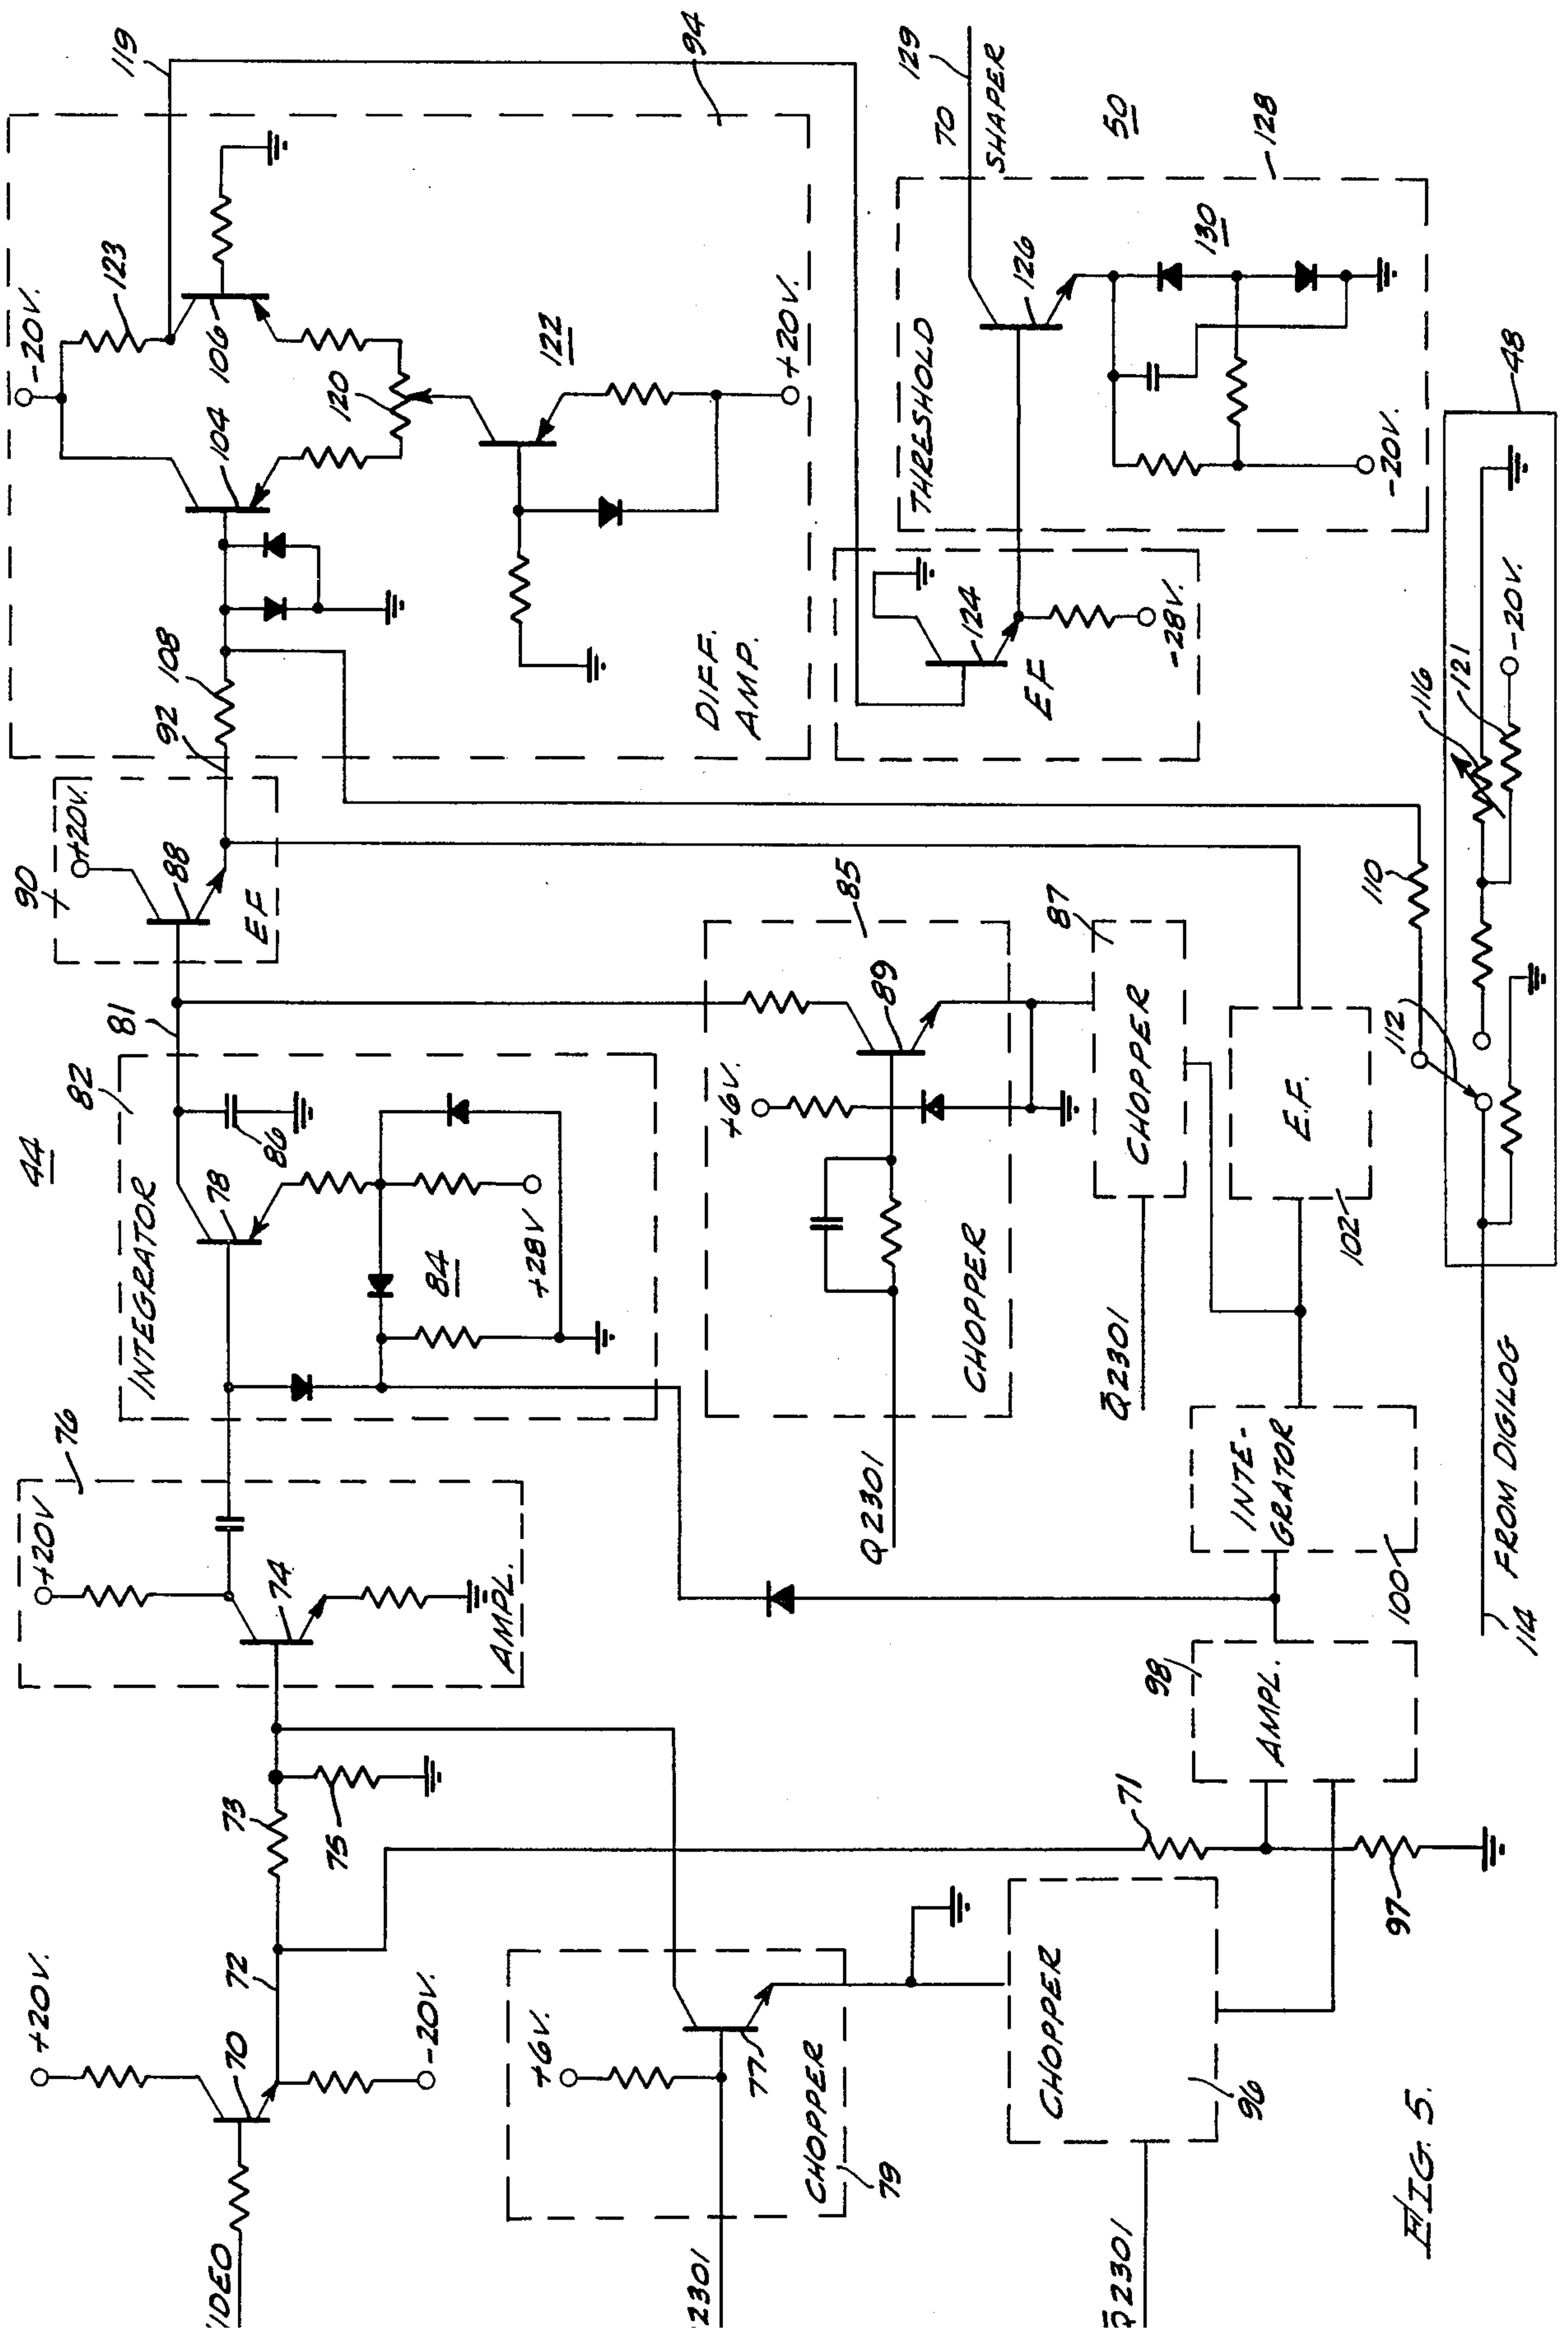 +20V.
70
72
-20V.
VIDEO
73
75
+6V.
77
CHOPPER
79
2301
CHOPPER
96
Q̄2301
71
97
+20V
76
74
AMPL.
98
AMPL.
44
INTEGRATOR
82
81
78
86
84
+28V
INTE-
GRATOR
100
+6V.
89
85
CHOPPER
Q2301
87
CHOPPER
Q̄2301
E.F.
102
90
+20V.
88
EF
92
108
-20V.
104
106
123
120
122
+20V.
119
94
DIFF.
AMP.
124
EF
-28V.
THRESHOLD
126
130
-20V.
128
50
TO
SHAPER
129
110
112
116
121
-20V.
48
114
FROM DIGILOG
FIG. 5.